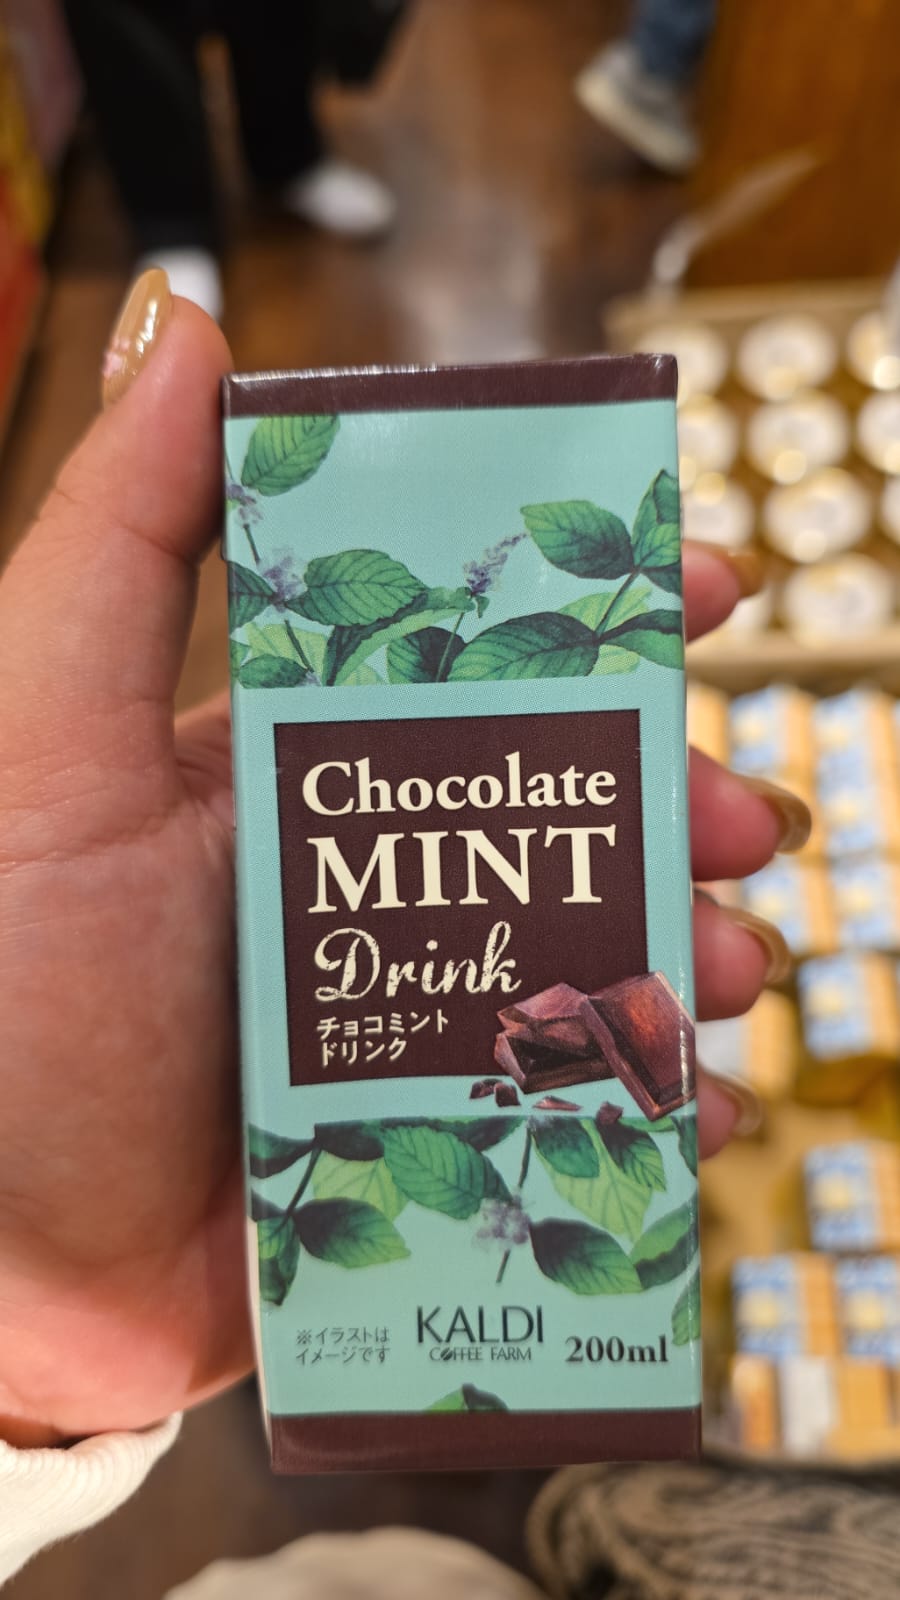 Chocolate
MINT
Drink
チョコミント
ドリンク
※イラストは
イメージです
KALDI
COFFEE FARM
200ml